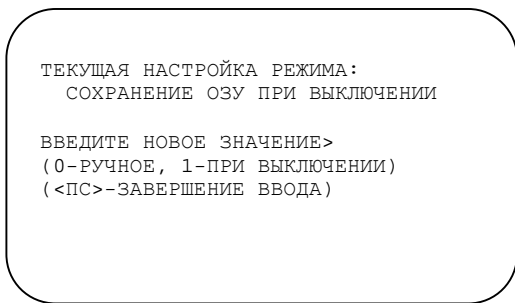 ТЕКУЩАЯ НАСТРОЙКА РЕЖИМА:
СОХРАНЕНИЕ ОЗУ ПРИ ВЫКЛЮЧЕНИИ
ВВЕДИТЕ НОВОЕ ЗНАЧЕНИЕ>
(0-РУЧНОЕ, 1-ПРИ ВЫКЛЮЧЕНИИ)
(<ПС>-ЗАВЕРШЕНИЕ ВВОДА)